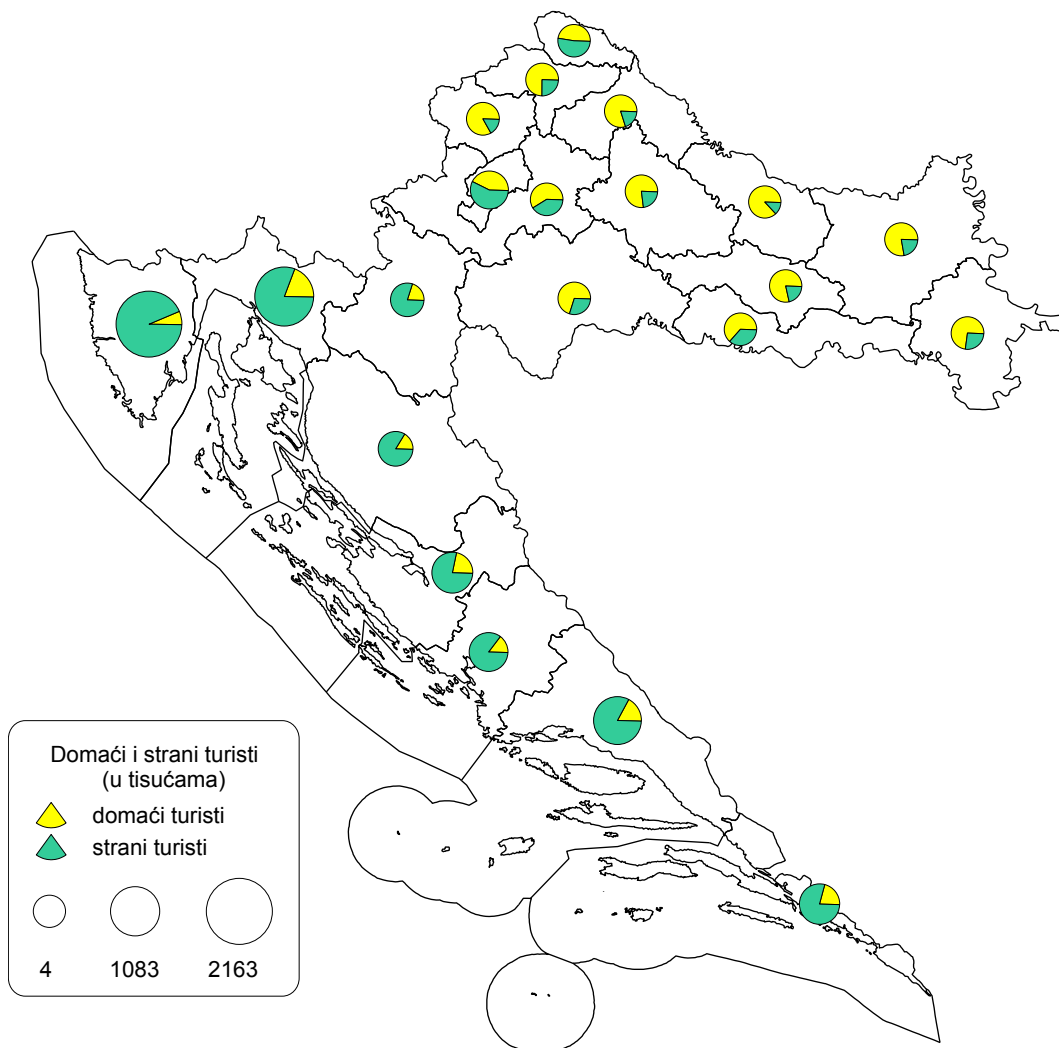 Domaći i strani turisti
(u tisućama)
domaći turisti
strani turisti
4 1083 2163